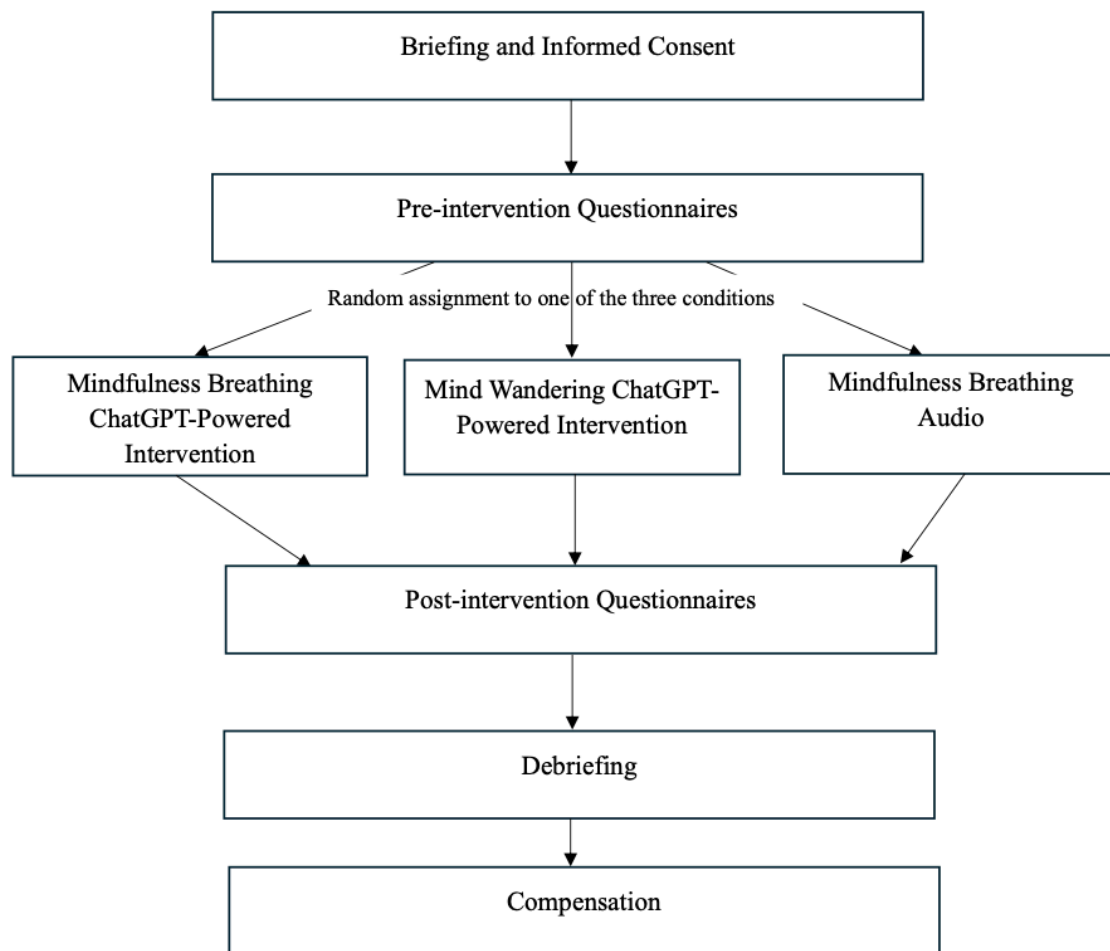 Briefing and Informed Consent
Pre-intervention Questionnaires
Random assignment to one of the three conditions
Mindfulness Breathing
ChatGPT-Powered
Intervention
Mind Wandering ChatGPT-
Powered Intervention
Mindfulness Breathing
Audio
Post-intervention Questionnaires
Debriefing
Compensation